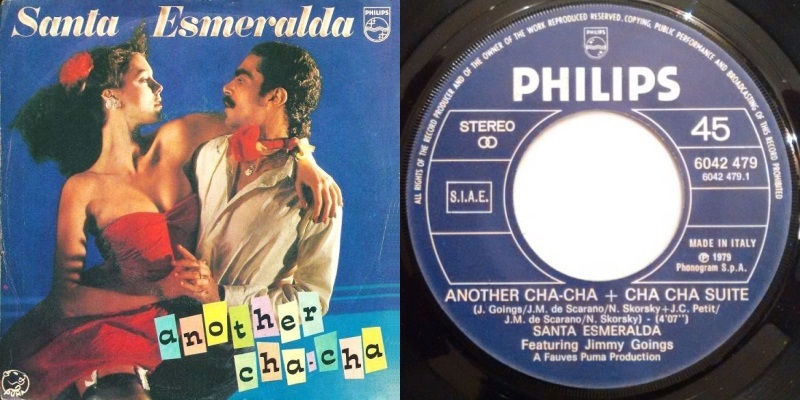 Santa Esmeralda
PHILIPS
another
cha-cha
PUMA
ALL RIGHTS OF THE RECORD PRODUCER AND OF THE OWNER OF THE WORK REPRODUCED RESERVED. COPYING, PUBLIC PERFORMANCE AND BROADCASTING OF THIS RECORD PROHIBITED
PHILIPS
PHILIPS
STEREO
45
6042 479
6042 479.1
S.I.A.E.
MADE IN ITALY
℗ 1979
Phonogram S.p.A.
ANOTHER CHA-CHA + CHA CHA SUITE
(J. Goings/J.M. de Scarano/N. Skorsky+J.C. Petit/
J.M. de Scarano/N. Skorsky) - (4'07")
SANTA ESMERALDA
Featuring Jimmy Goings
A Fauves Puma Production